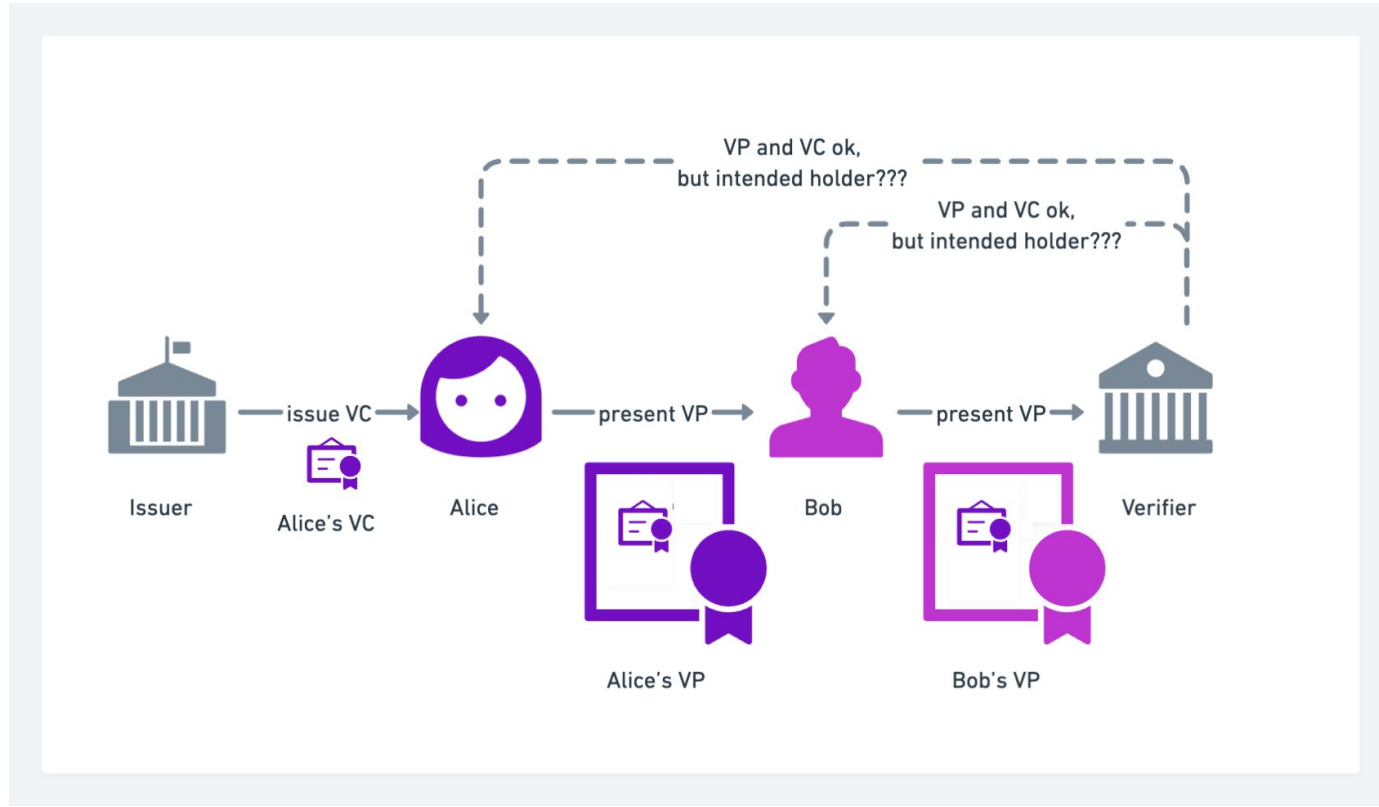 VP and VC ok,
but intended holder???
VP and VC ok,
but intended holder???
issue VC
present VP
present VP
Issuer
Alice's VC
Alice
Bob
Verifier
Alice's VP
Bob's VP